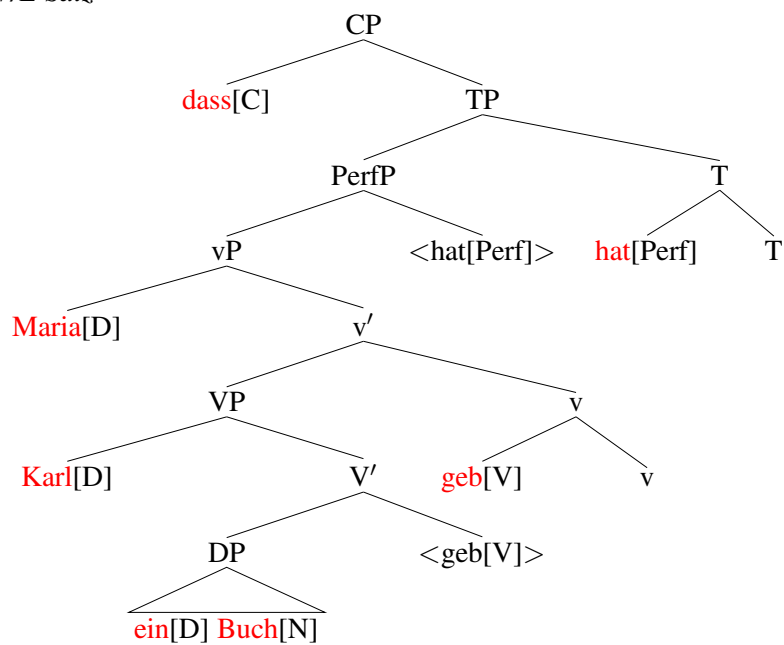 CP
dass[C] TP
PerfP T
vP <hat[Perf]> hat[Perf] T
Maria[D] v′
VP v
Karl[D] V′ geb[V] v
DP <geb[V]>
ein[D] Buch[N]